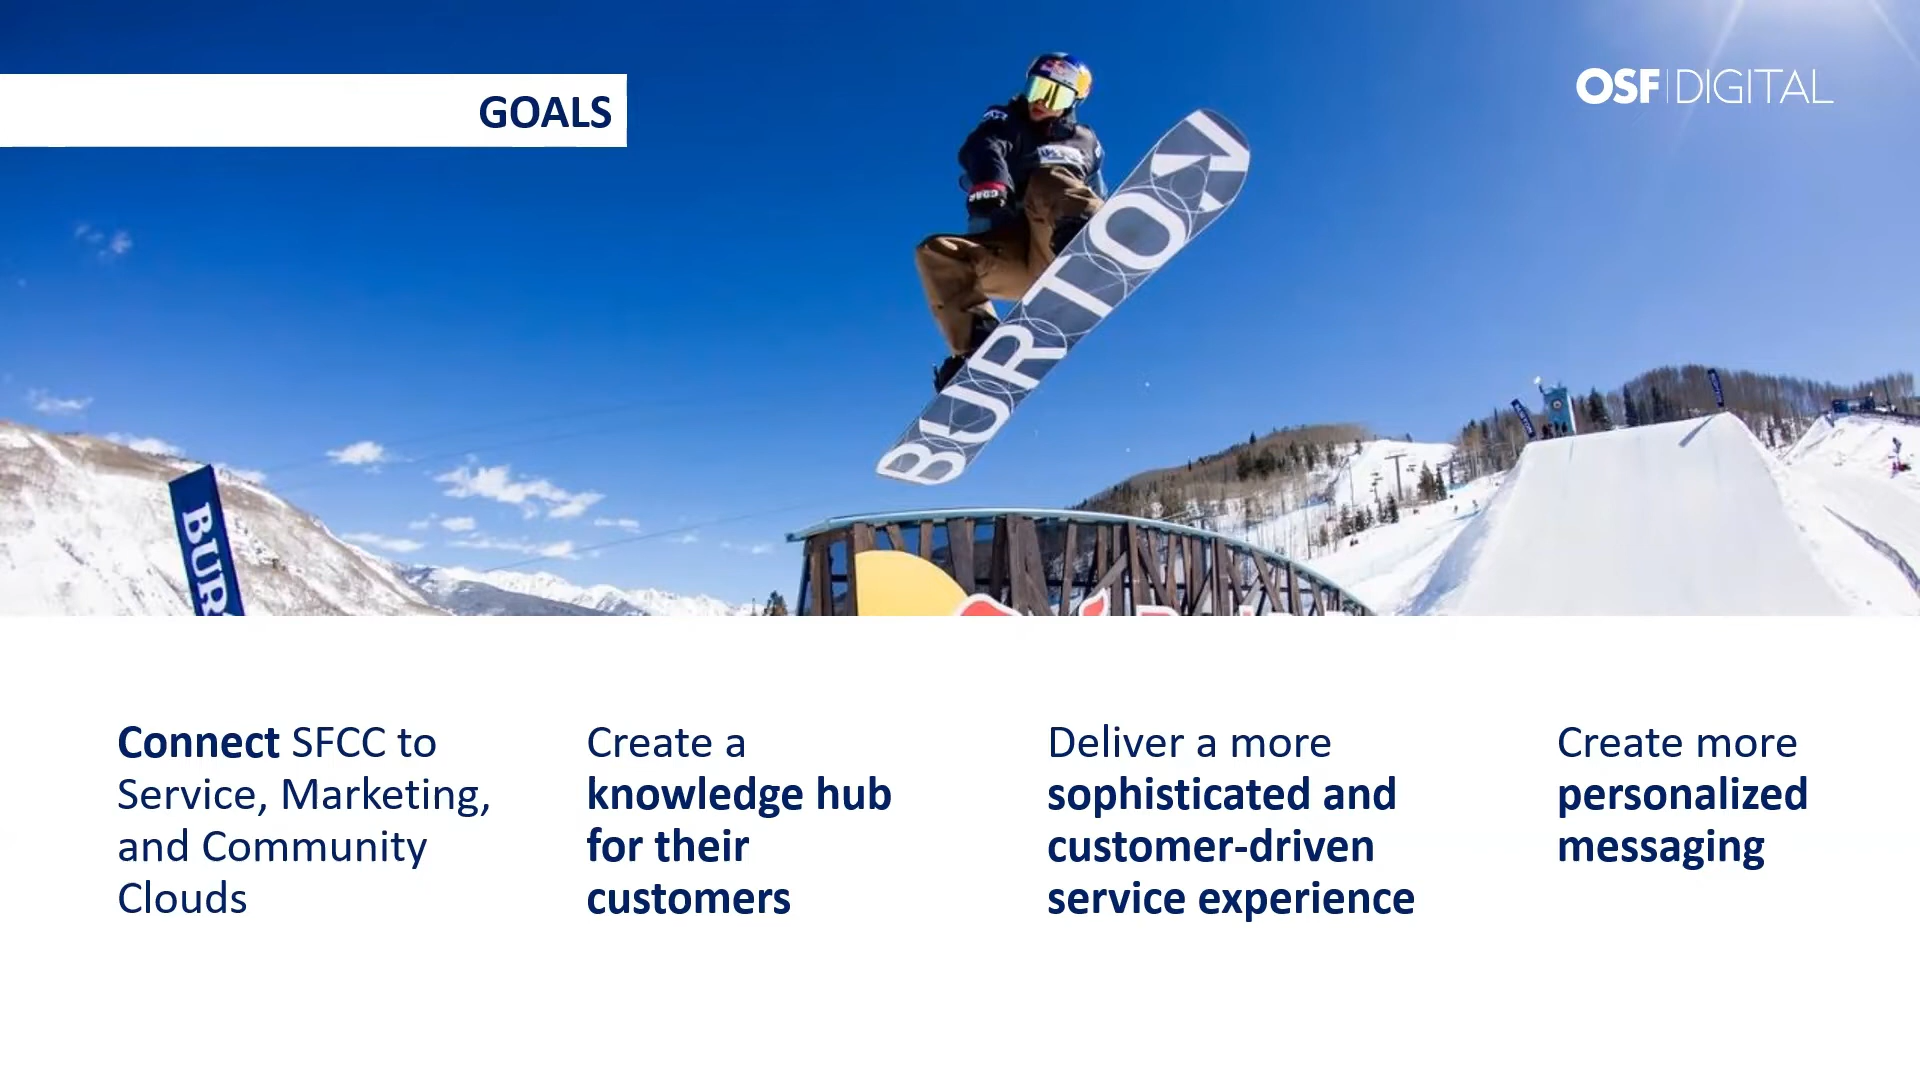 GOALS
OSF DIGITAL
BURTON
BUR
Connect SFCC to
Service, Marketing,
and Community
Clouds
Create a
knowledge hub
for their
customers
Deliver a more
sophisticated and
customer-driven
service experience
Create more
personalized
messaging